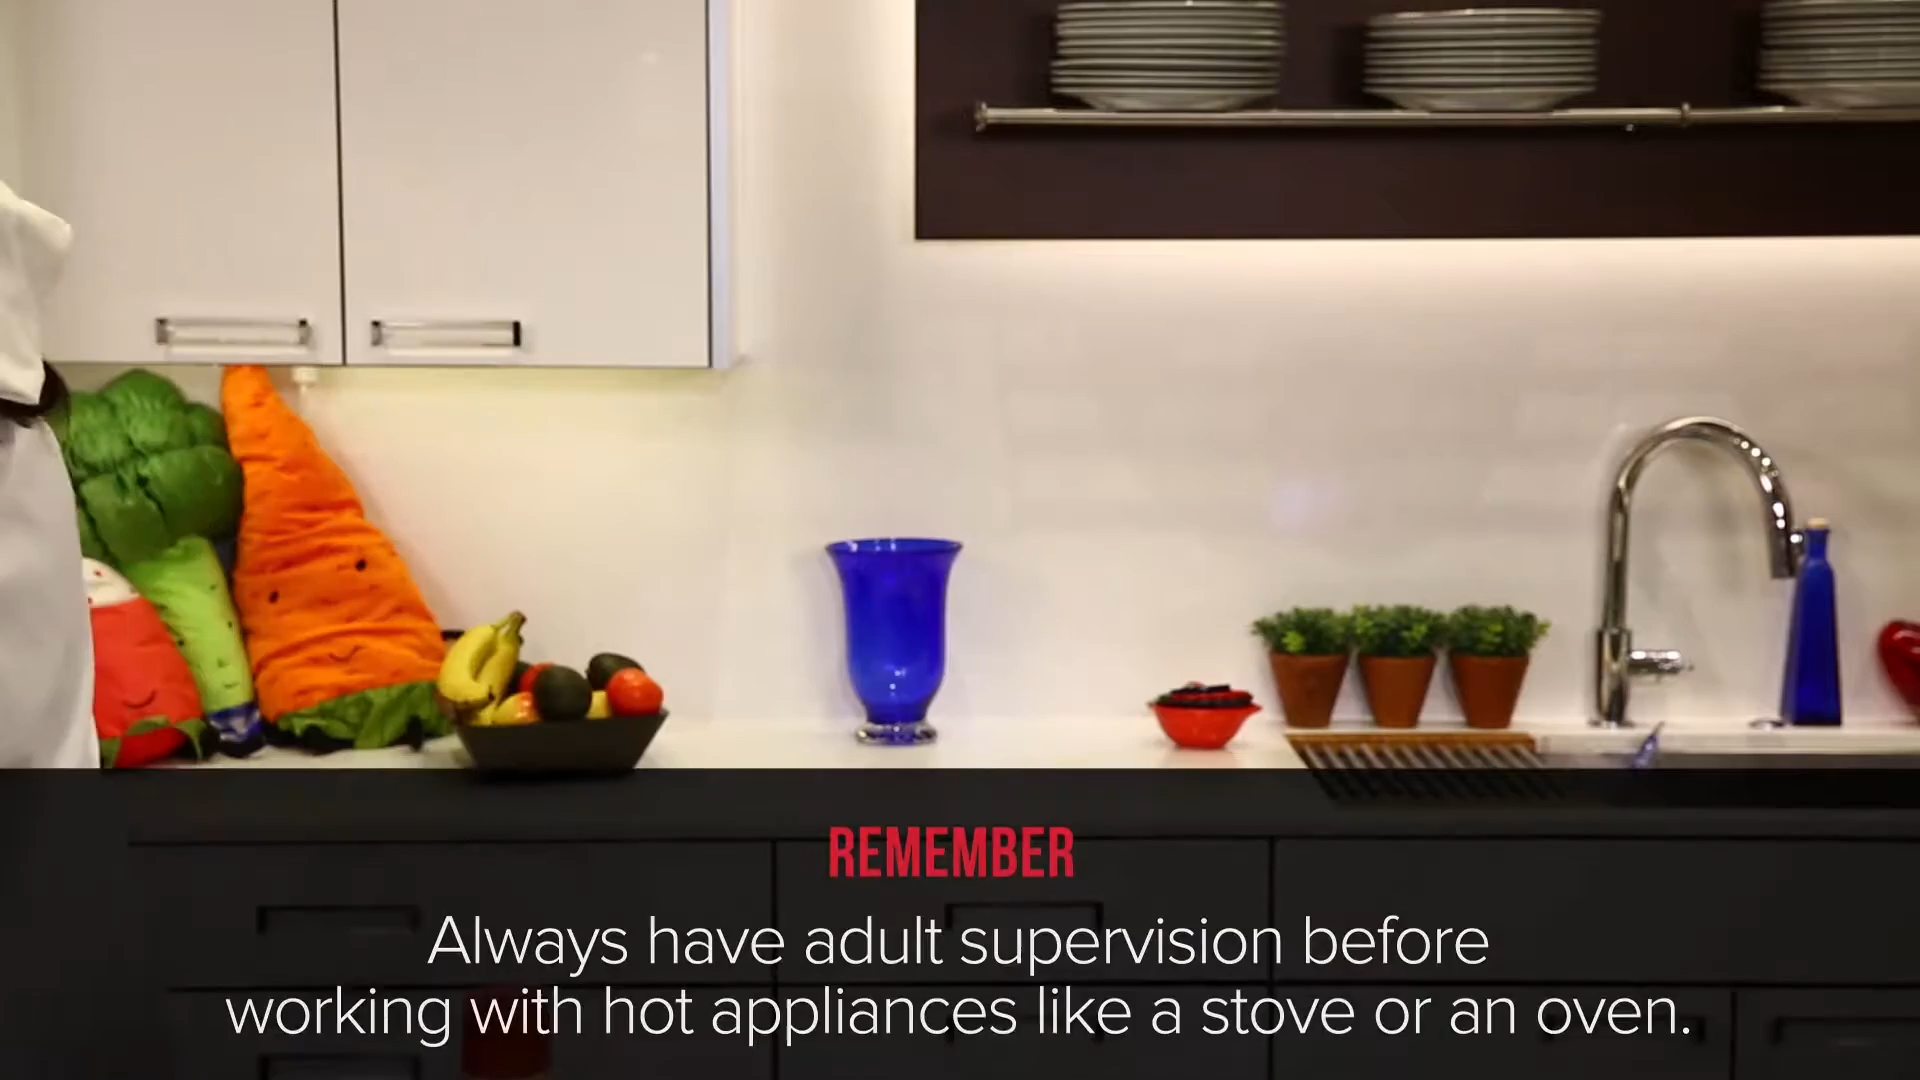 REMEMBER
Always have adult supervision before
working with hot appliances like a stove or an oven.